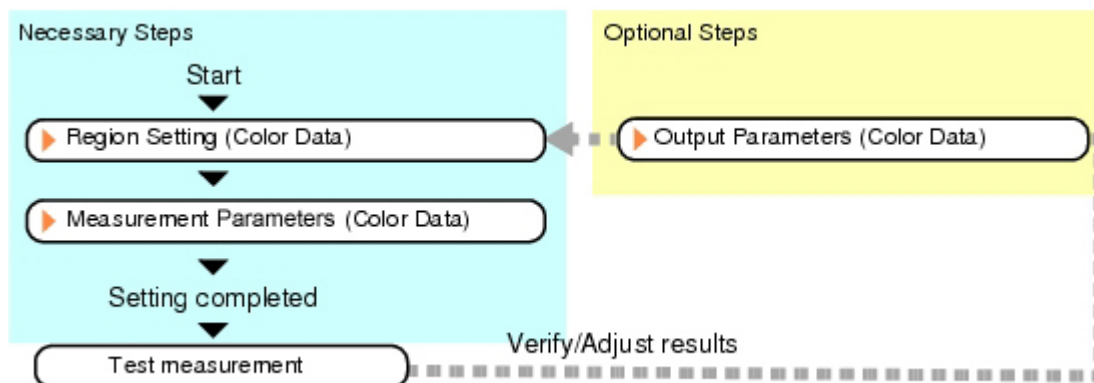 Necessary Steps
Start
Region Setting (Color Data)
Measurement Parameters (Color Data)
Setting completed
Test measurement
Optional Steps
Output Parameters (Color Data)
Verify/Adjust results